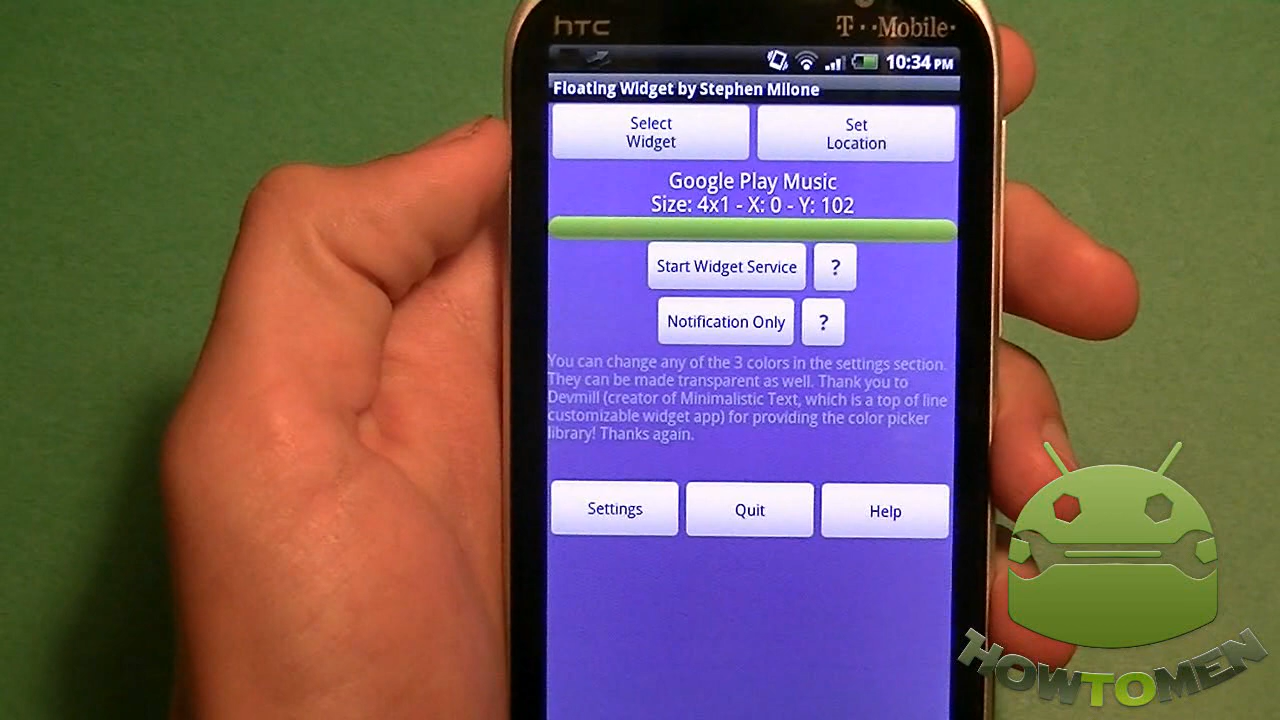 hTC
T··Mobile·
10:34 PM
Floating Widget by Stephen Milone
Select
Widget
Set
Location
Google Play Music
Size: 4x1 - X: 0 - Y: 102
Start Widget Service
?
Notification Only
?
You can change any of the 3 colors in the settings section.
They can be made transparent as well. Thank you to
Devmill (creator of Minimalistic Text, which is a top of line
customizable widget app) for providing the color picker
library! Thanks again.
Settings
Quit
Help
HOWTOMEN